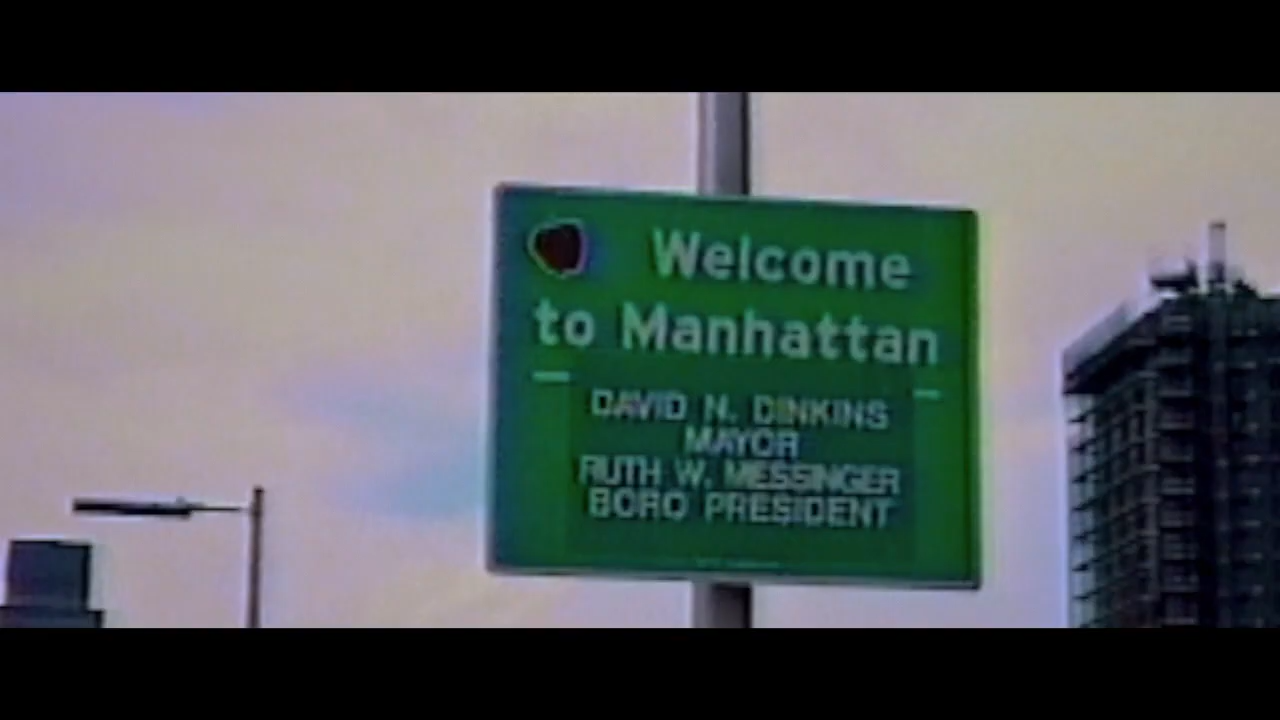 Welcome
to Manhattan
DAVID N. DINKINS
MAYOR
RUTH W. MESSINGER
BORO PRESIDENT